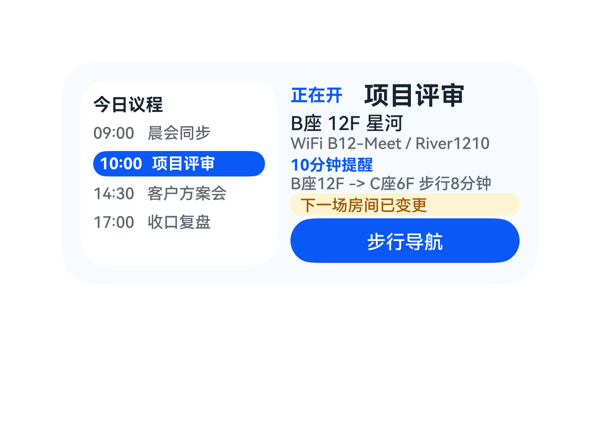 今日议程
09:00 晨会同步
10:00 项目评审
14:30 客户方案会
17:00 收口复盘
正在开 项目评审
B座 12F 星河
WiFi B12-Meet / River1210
10分钟提醒
B座12F -> C座6F 步行8分钟
下一场房间已变更
步行导航